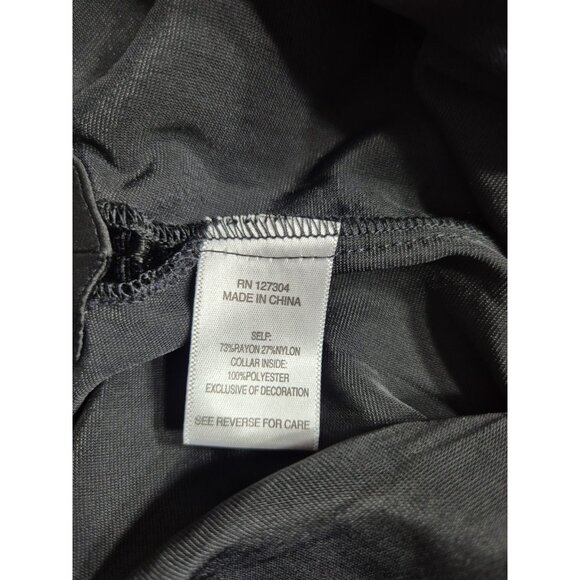 RN 127304
MADE IN CHINA
SELF:
73%RAYON 27%NYLON
COLLAR INSIDE:
100%POLYESTER
EXCLUSIVE OF DECORATION
SEE REVERSE FOR CARE